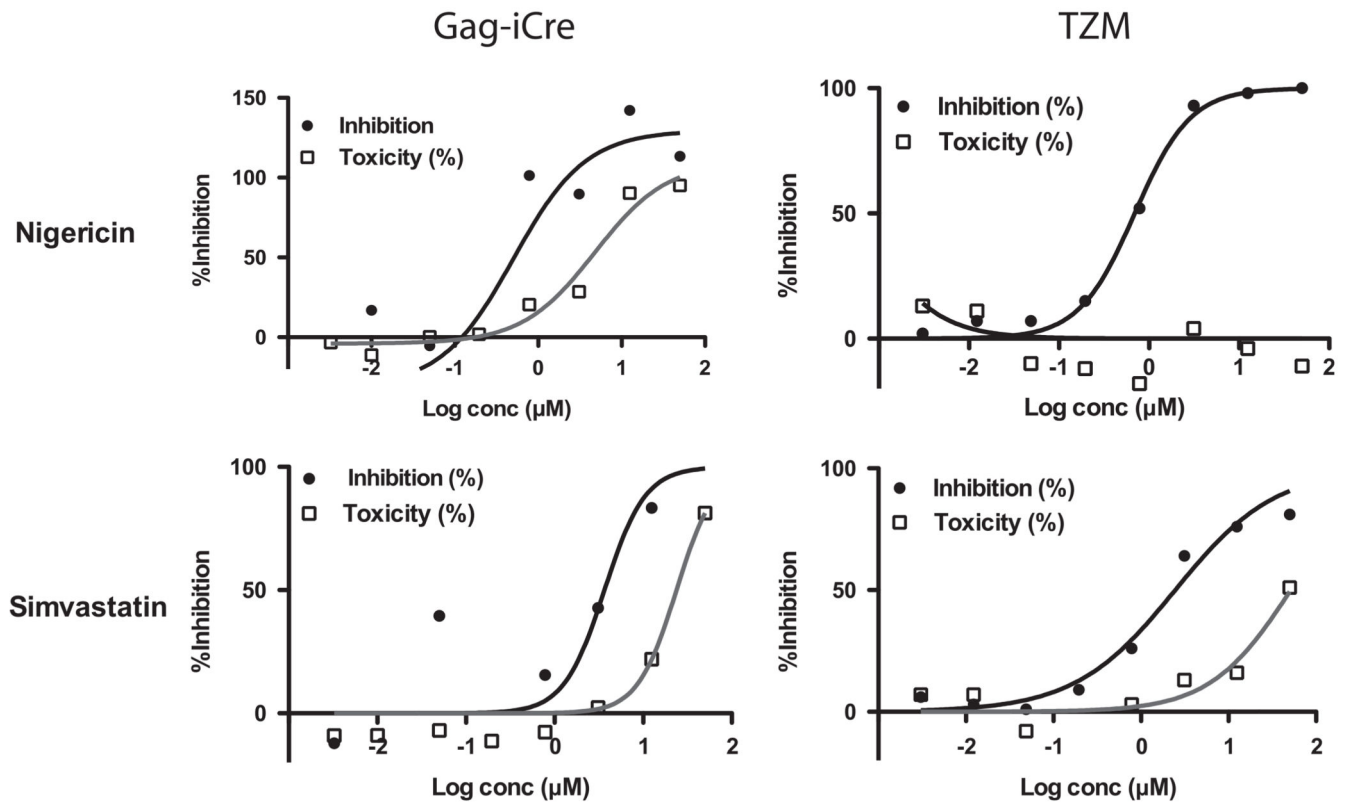 Gag-iCre
TZM
Nigericin
150
100
50
0
%Inhibition
Inhibition
Toxicity (%)
-2
-1
0
1
2
Log conc (µM)
100
50
0
%Inhibition
Inhibition (%)
Toxicity (%)
-2
-1
0
1
2
Log conc (µM)
Simvastatin
100
50
0
%Inhibition
Inhibition (%)
Toxicity (%)
-2
-1
0
1
2
Log conc (µM)
100
50
0
%Inhibition
Inhibition (%)
Toxicity (%)
-2
-1
0
1
2
Log conc (µM)